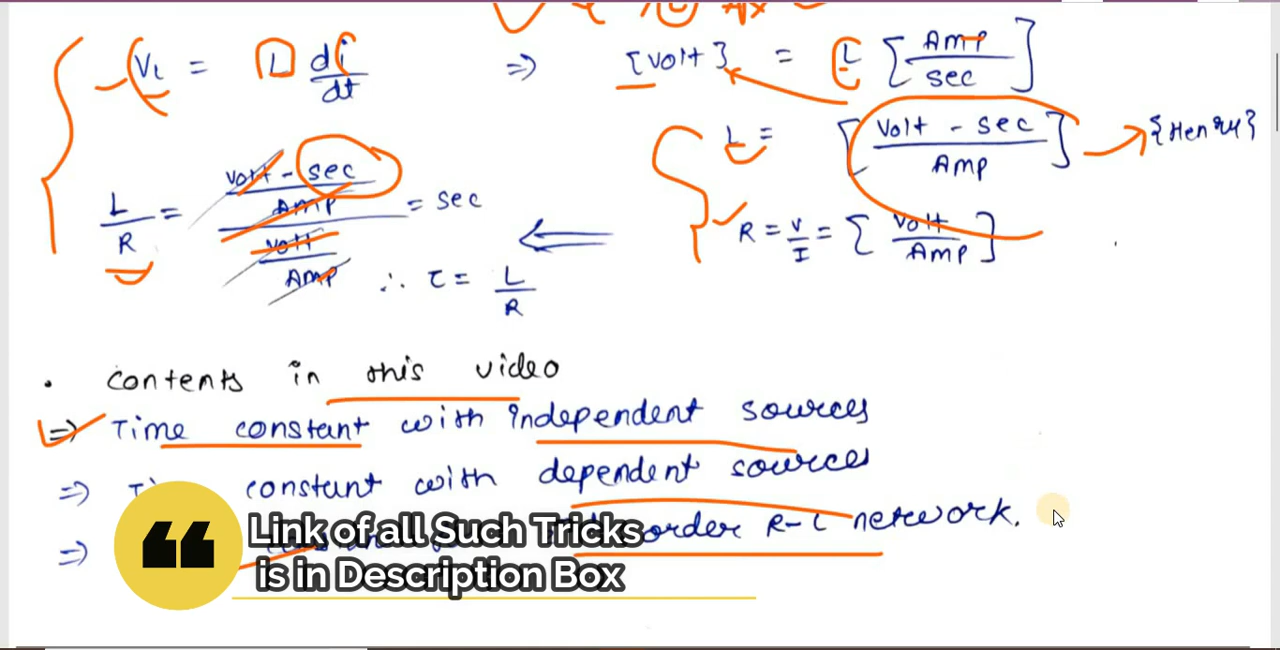 V_L = L di/dt ⇒ [Volt] = L [Amp/sec]
L = [Volt - sec / Amp] → {Henry}
L/R = (Volt - sec / Amp) / (Volt / Amp) = sec
R = V/I = [Volt / Amp]
∴ τ = L/R
• Contents in this video
⇒ Time constant with independent sources
⇒ constant with dependent sources
⇒ order R-L network.
Link of all Such Tricks
is in Description Box